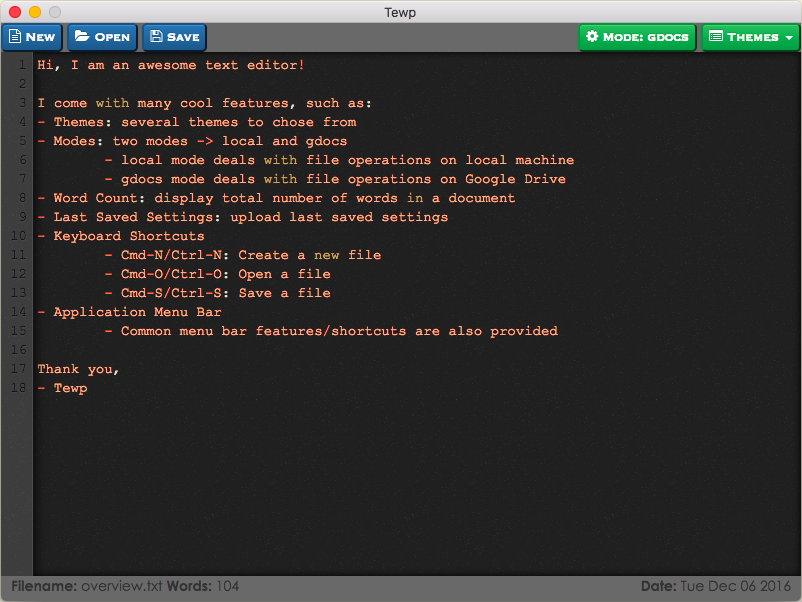 Tewp
New Open Save Mode: gdocs Themes
1 Hi, I am an awesome text editor!
2
3 I come with many cool features, such as:
4 - Themes: several themes to chose from
5 - Modes: two modes -> local and gdocs
6 - local mode deals with file operations on local machine
7 - gdocs mode deals with file operations on Google Drive
8 - Word Count: display total number of words in a document
9 - Last Saved Settings: upload last saved settings
10 - Keyboard Shortcuts
11 - Cmd-N/Ctrl-N: Create a new file
12 - Cmd-O/Ctrl-O: Open a file
13 - Cmd-S/Ctrl-S: Save a file
14 - Application Menu Bar
15 - Common menu bar features/shortcuts are also provided
16
17 Thank you,
18 - Tewp
Filename: overview.txt Words: 104 Date: Tue Dec 06 2016